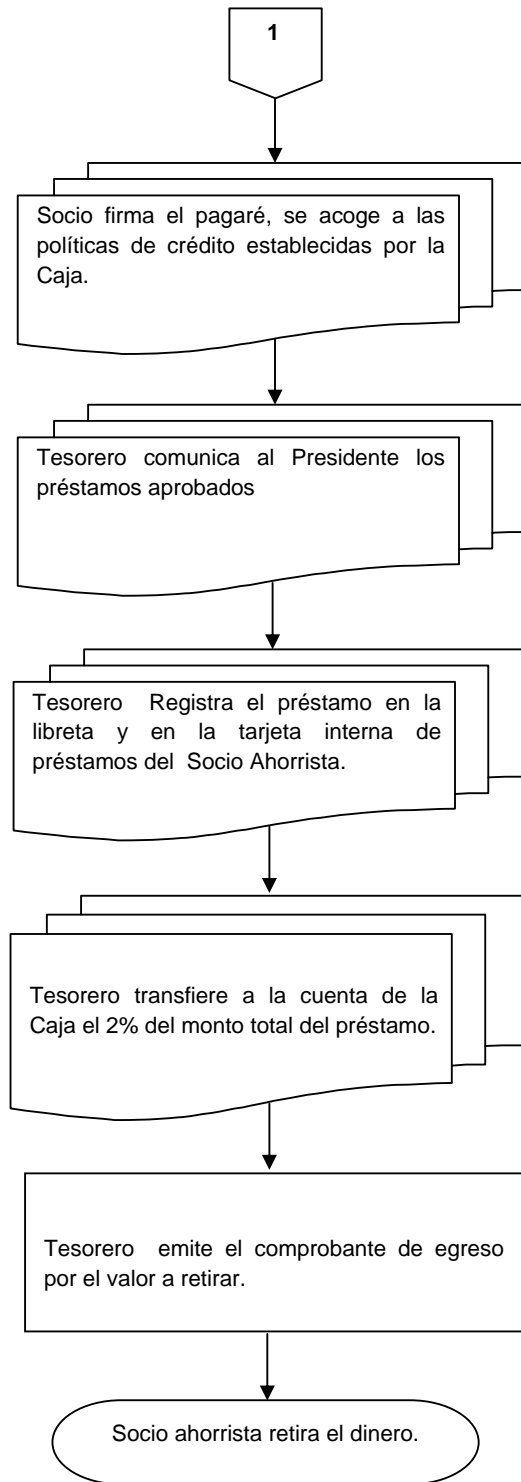 1
Socio firma el pagaré, se acoge a las
políticas de crédito establecidas por la
Caja.
Tesorero comunica al Presidente los
préstamos aprobados
Tesorero Registra el préstamo en la
libreta y en la tarjeta interna de
préstamos del Socio Ahorrista.
Tesorero transfiere a la cuenta de la
Caja el 2% del monto total del préstamo.
Tesorero emite el comprobante de egreso
por el valor a retirar.
Socio ahorrista retira el dinero.